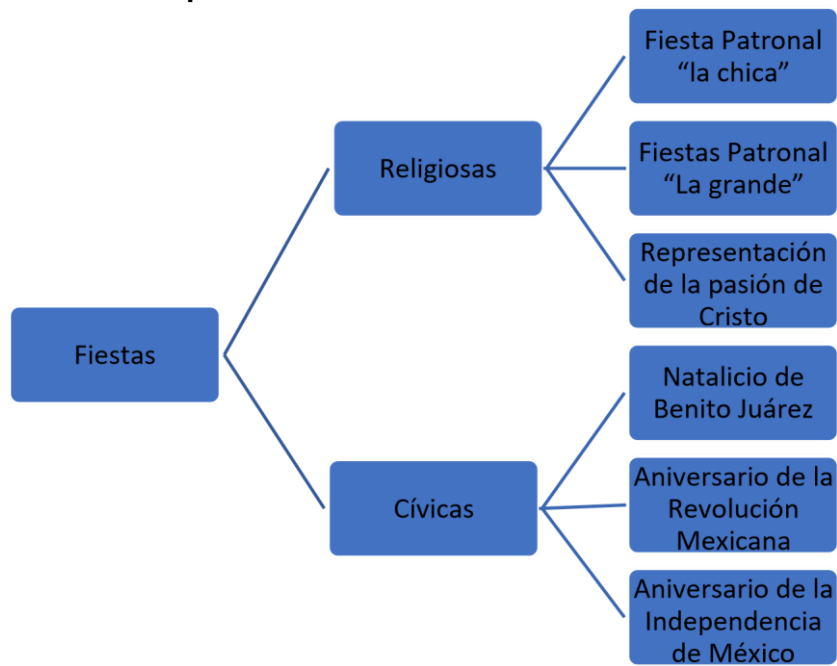 Fiesta Patronal
“la chica”
Religiosas
Fiestas Patronal
“La grande”
Representación
de la pasión de
Cristo
Fiestas
Natalicio de
Benito Juárez
Cívicas
Aniversario de la
Revolución
Mexicana
Aniversario de la
Independencia
de México